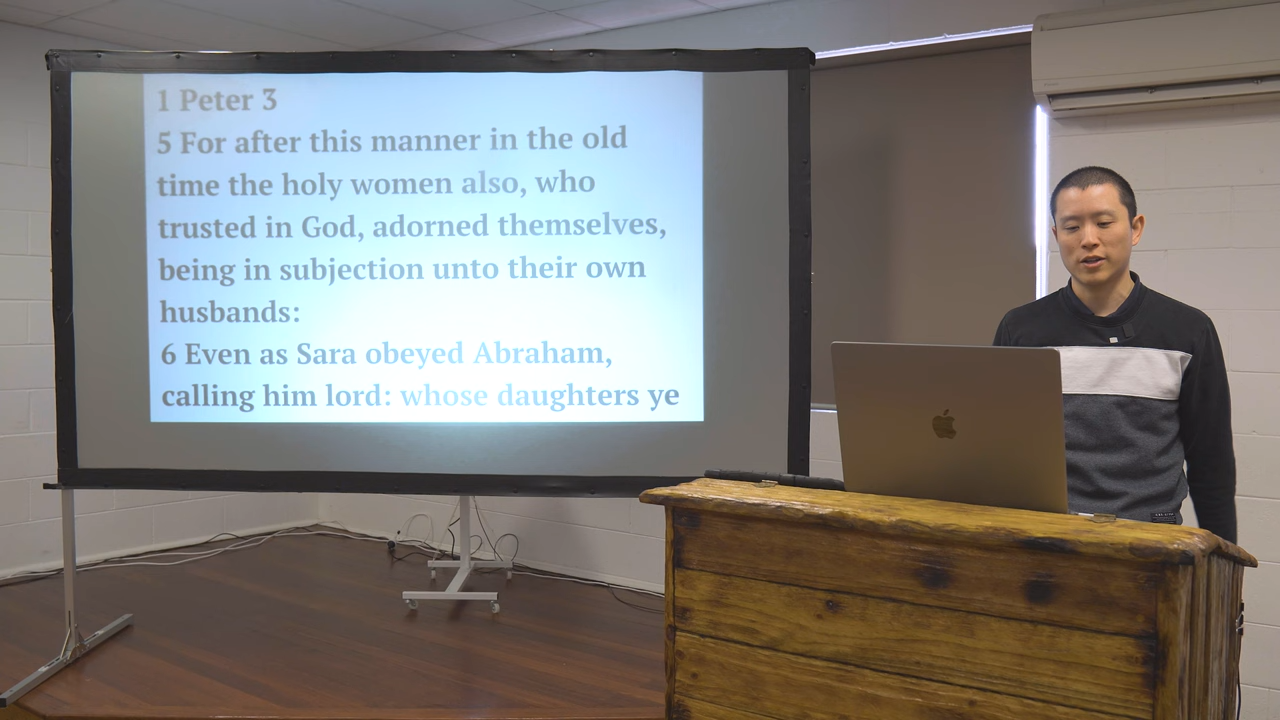 1 Peter 3
5 For after this manner in the old
time the holy women also, who
trusted in God, adorned themselves,
being in subjection unto their own
husbands:
6 Even as Sara obeyed Abraham,
calling him lord: whose daughters ye